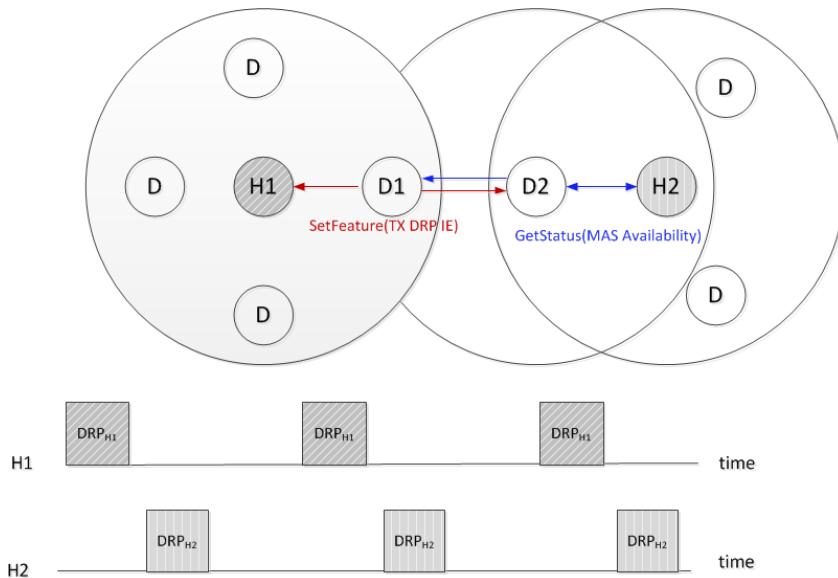 D
D
D
H1
D1
D2
H2
SetFeature(TX DRP IE)
GetStatus(MAS Availability)
D
D
DRPH1
DRPH1
DRPH1
H1
time
DRPH2
DRPH2
DRPH2
H2
time